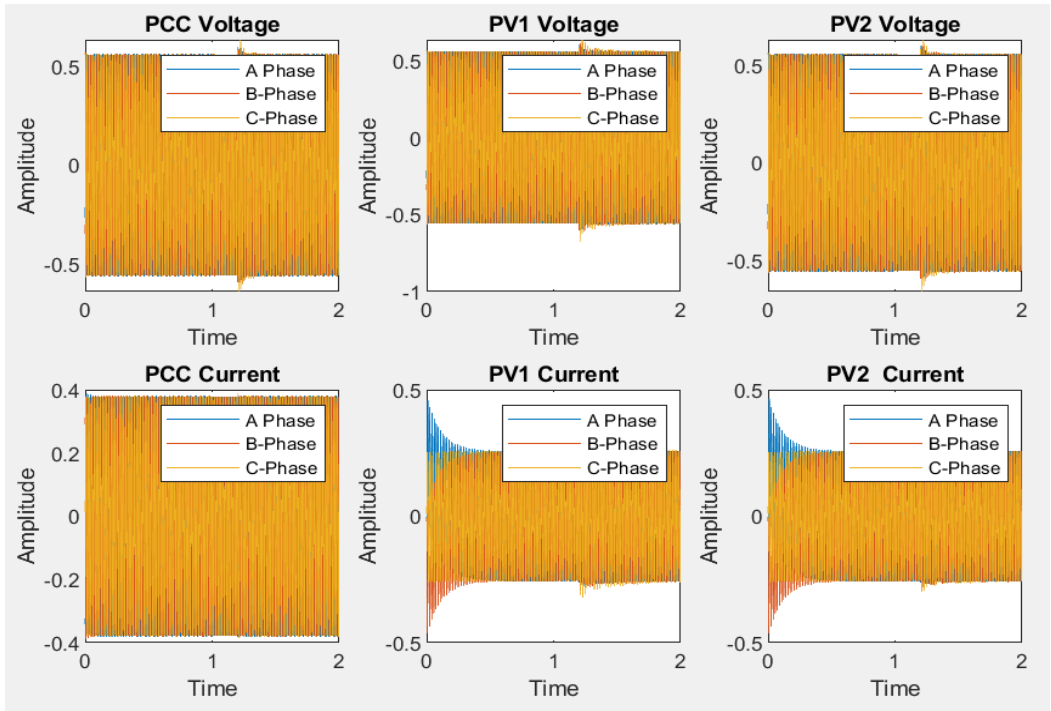 PCC Voltage
0.5
0
-0.5
Amplitude
0
1
2
Time
A Phase
B-Phase
C-Phase
PV1 Voltage
0.5
0
-0.5
-1
Amplitude
0
1
2
Time
A Phase
B-Phase
C-Phase
PV2 Voltage
0.5
0
-0.5
Amplitude
0
1
2
Time
A Phase
B-Phase
C-Phase
PCC Current
0.4
0.2
0
-0.2
-0.4
Amplitude
0
1
2
Time
A Phase
B-Phase
C-Phase
PV1 Current
0.5
0
-0.5
Amplitude
0
1
2
Time
A Phase
B-Phase
C-Phase
PV2  Current
0.5
0
-0.5
Amplitude
0
1
2
Time
A Phase
B-Phase
C-Phase